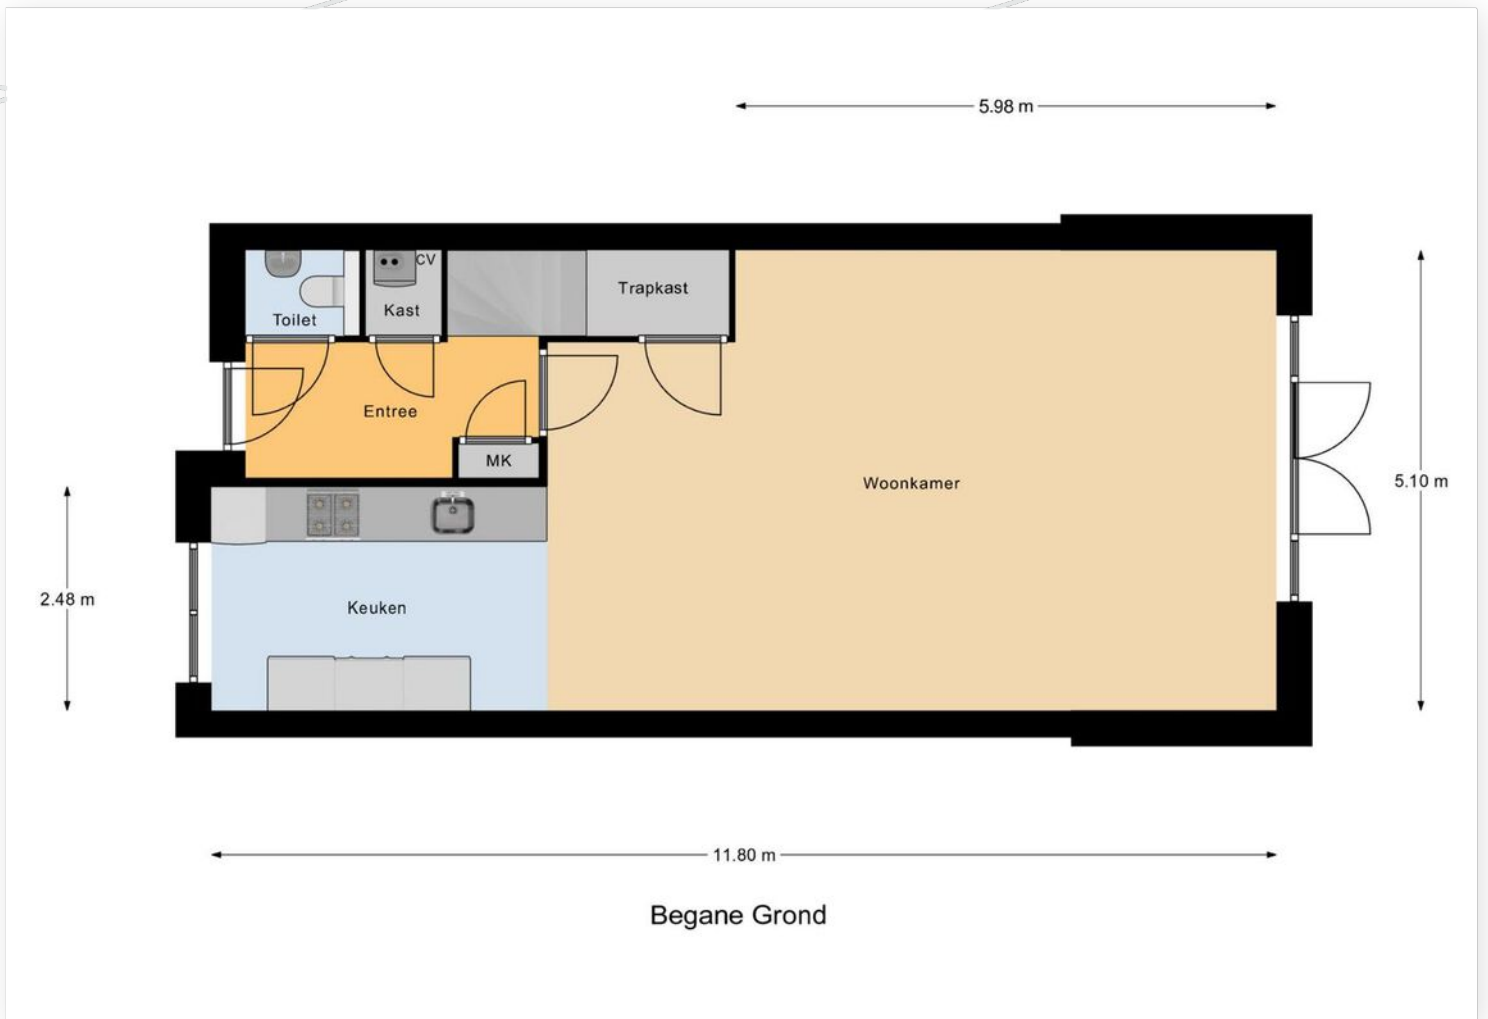 5.98 m
CV
Kast
Trapkast
Toilet
Entree
MK
Woonkamer
5.10 m
2.48 m
Keuken
11.80 m
Begane Grond